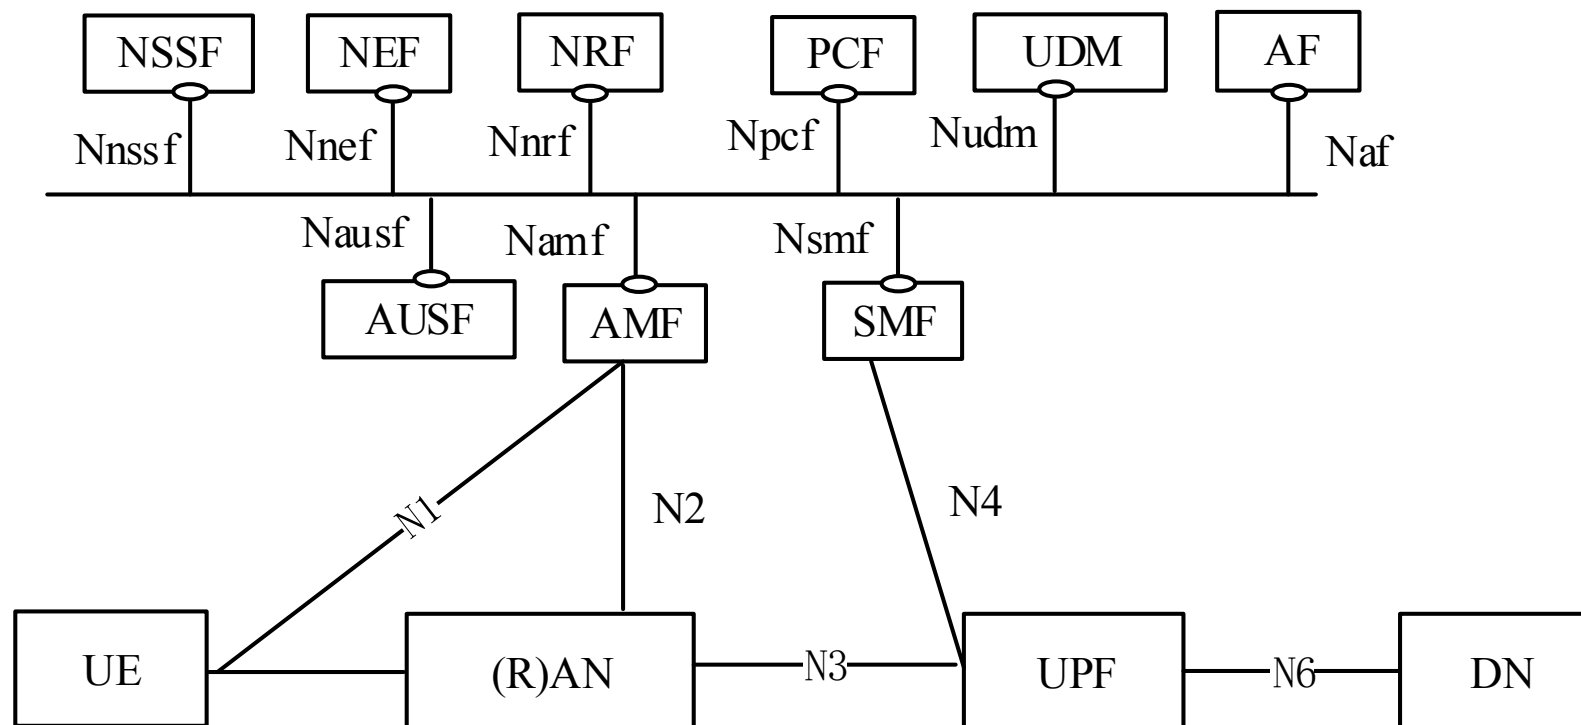 NSSF NEF NRF PCF UDM AF
Nnssf Nnef Nnrf Npcf Nudm Naf
Nausf Namf Nsmf
AUSF AMF SMF
N1 N2 N4
UE (R)AN N3 UPF N6 DN